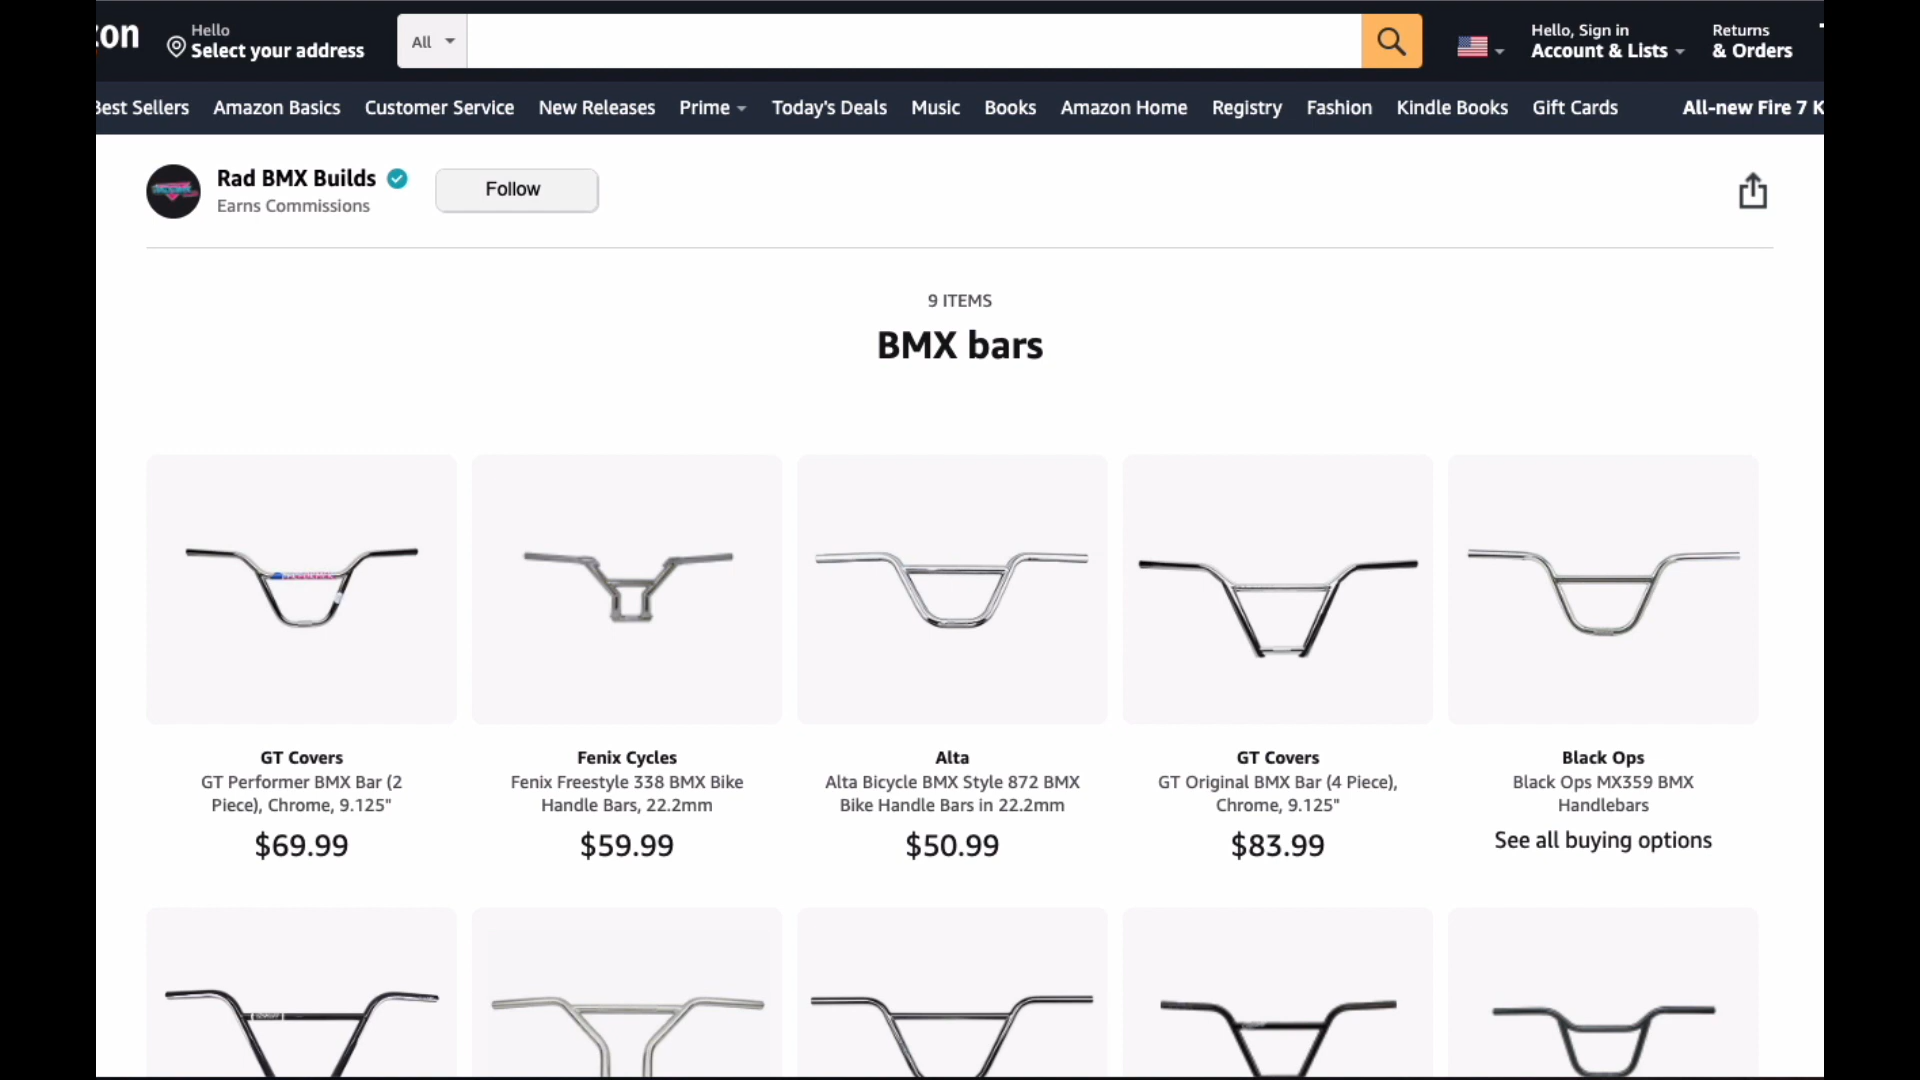 on
Hello
Select your address
All
Hello, Sign in
Account & Lists
Returns
& Orders
Best Sellers
Amazon Basics
Customer Service
New Releases
Prime
Today's Deals
Music
Books
Amazon Home
Registry
Fashion
Kindle Books
Gift Cards
All-new Fire 7 K
Rad BMX Builds
Earns Commissions
Follow
9 ITEMS
BMX bars
GT Covers
GT Performer BMX Bar (2
Piece), Chrome, 9.125"
$69.99
Fenix Cycles
Fenix Freestyle 338 BMX Bike
Handle Bars, 22.2mm
$59.99
Alta
Alta Bicycle BMX Style 872 BMX
Bike Handle Bars in 22.2mm
$50.99
GT Covers
GT Original BMX Bar (4 Piece),
Chrome, 9.125"
$83.99
Black Ops
Black Ops MX359 BMX
Handlebars
See all buying options